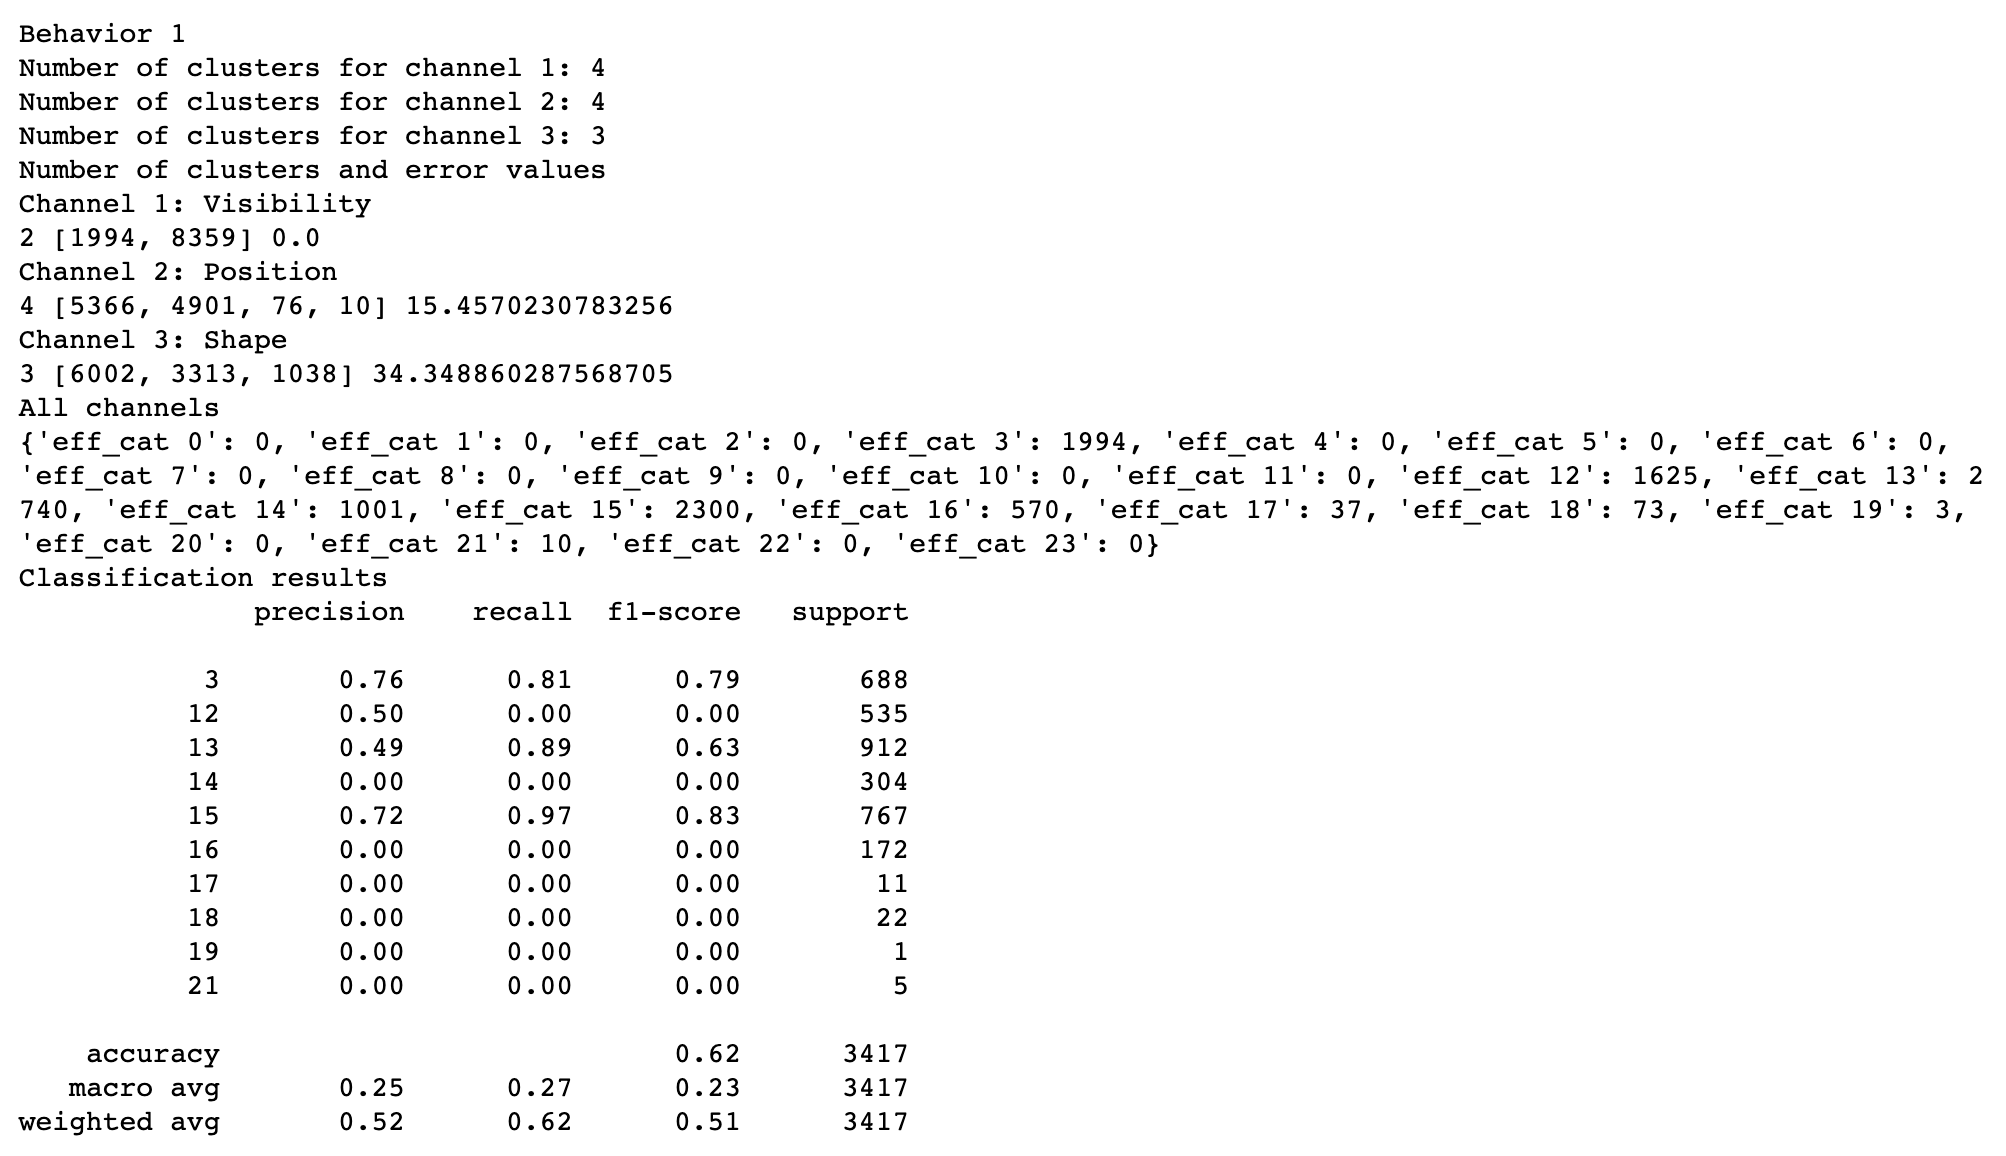 Behavior 1
Number of clusters for channel 1: 4
Number of clusters for channel 2: 4
Number of clusters for channel 3: 3
Number of clusters and error values
Channel 1: Visibility
2 [1994, 8359] 0.0
Channel 2: Position
4 [5366, 4901, 76, 10] 15.4570230783256
Channel 3: Shape
3 [6002, 3313, 1038] 34.348860287568705
All channels
{'eff_cat 0': 0, 'eff_cat 1': 0, 'eff_cat 2': 0, 'eff_cat 3': 1994, 'eff_cat 4': 0, 'eff_cat 5': 0, 'eff_cat 6': 0,
'eff_cat 7': 0, 'eff_cat 8': 0, 'eff_cat 9': 0, 'eff_cat 10': 0, 'eff_cat 11': 0, 'eff_cat 12': 1625, 'eff_cat 13': 2
740, 'eff_cat 14': 1001, 'eff_cat 15': 2300, 'eff_cat 16': 570, 'eff_cat 17': 37, 'eff_cat 18': 73, 'eff_cat 19': 3,
'eff_cat 20': 0, 'eff_cat 21': 10, 'eff_cat 22': 0, 'eff_cat 23': 0}
Classification results
precision recall f1-score support
3 0.76 0.81 0.79 688
12 0.50 0.00 0.00 535
13 0.49 0.89 0.63 912
14 0.00 0.00 0.00 304
15 0.72 0.97 0.83 767
16 0.00 0.00 0.00 172
17 0.00 0.00 0.00 11
18 0.00 0.00 0.00 22
19 0.00 0.00 0.00 1
21 0.00 0.00 0.00 5
accuracy 0.62 3417
macro avg 0.25 0.27 0.23 3417
weighted avg 0.52 0.62 0.51 3417